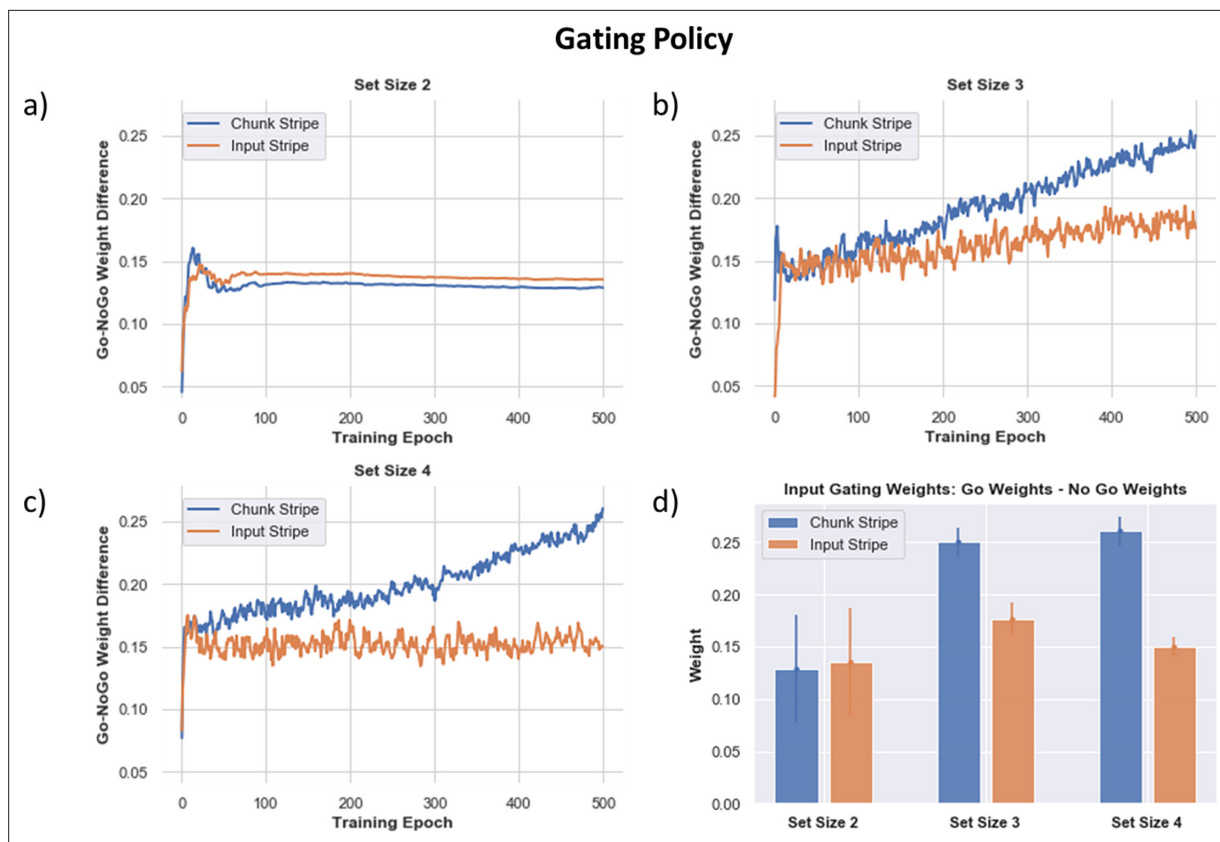 Gating Policy
a)
Set Size 2
Chunk Stripe
Input Stripe
Go-NoGo Weight Difference
0.25
0.20
0.15
0.10
0.05
0 100 200 300 400 500
Training Epoch
b)
Set Size 3
Chunk Stripe
Input Stripe
Go-NoGo Weight Difference
0.25
0.20
0.15
0.10
0.05
0 100 200 300 400 500
Training Epoch
c)
Set Size 4
Chunk Stripe
Input Stripe
Go-NoGo Weight Difference
0.25
0.20
0.15
0.10
0.05
0 100 200 300 400 500
Training Epoch
d)
Input Gating Weights: Go Weights - No Go Weights
Chunk Stripe
Input Stripe
Weight
0.25
0.20
0.15
0.10
0.05
0.00
Set Size 2 Set Size 3 Set Size 4